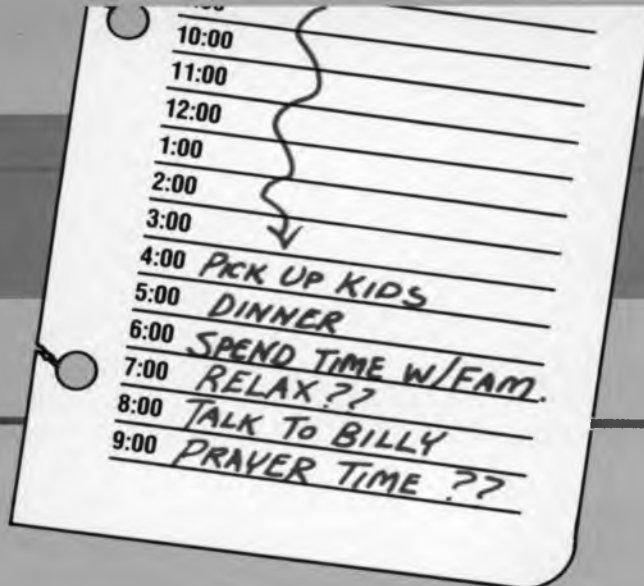 10:00
11:00
12:00
1:00
2:00
3:00
4:00 PICK UP KIDS
5:00 DINNER
6:00 SPEND TIME W/FAM.
7:00 RELAX ??
8:00 TALK TO BILLY
9:00 PRAYER TIME ??